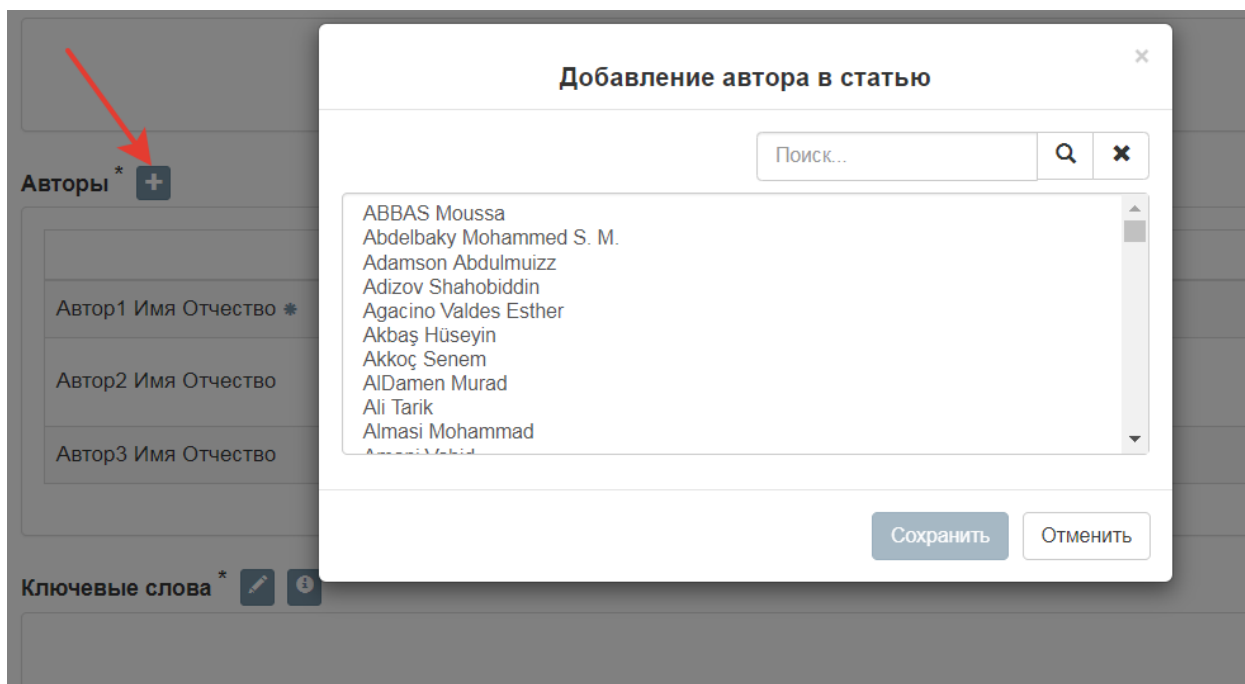 Добавление автора в статью
×
Поиск...
Авторы *
ABBAS Moussa
Abdelbaky Mohammed S. M.
Adamson Abdulmuizz
Adizov Shahobiddin
Agacino Valdes Esther
Akbaş Hüseyin
Akkoç Senem
AlDamen Murad
Ali Tarik
Almasi Mohammad
Автор1 Имя Отчество
Автор2 Имя Отчество
Автор3 Имя Отчество
Сохранить
Отменить
Ключевые слова *